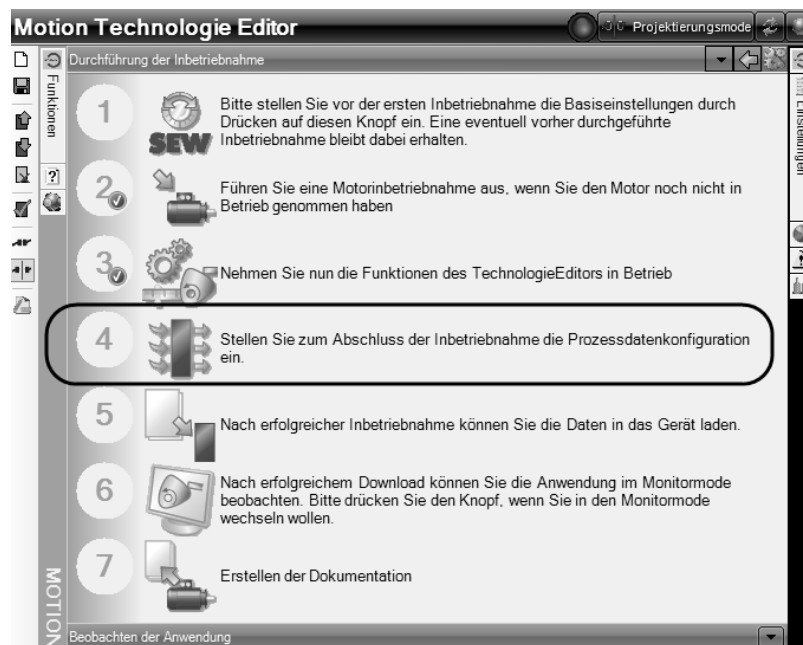 Motion Technologie Editor
Projektierungsmode
Funktionen
Durchführung der Inbetriebnahme
Einstellungen
1
SEW
Bitte stellen Sie vor der ersten Inbetriebnahme die Basiseinstellungen durch
Drücken auf diesen Knopf ein. Eine eventuell vorher durchgeführte
Inbetriebnahme bleibt dabei erhalten.
2
Führen Sie eine Motorinbetriebnahme aus, wenn Sie den Motor noch nicht in
Betrieb genommen haben
3
Nehmen Sie nun die Funktionen des TechnologieEditors in Betrieb
4
Stellen Sie zum Abschluss der Inbetriebnahme die Prozessdatenkonfiguration
ein.
5
Nach erfolgreicher Inbetriebnahme können Sie die Daten in das Gerät laden.
6
Nach erfolgreichem Download können Sie die Anwendung im Monitormode
beobachten. Bitte drücken Sie den Knopf, wenn Sie in den Monitormode
wechseln wollen.
7
Erstellen der Dokumentation
MOTION
Beobachten der Anwendung